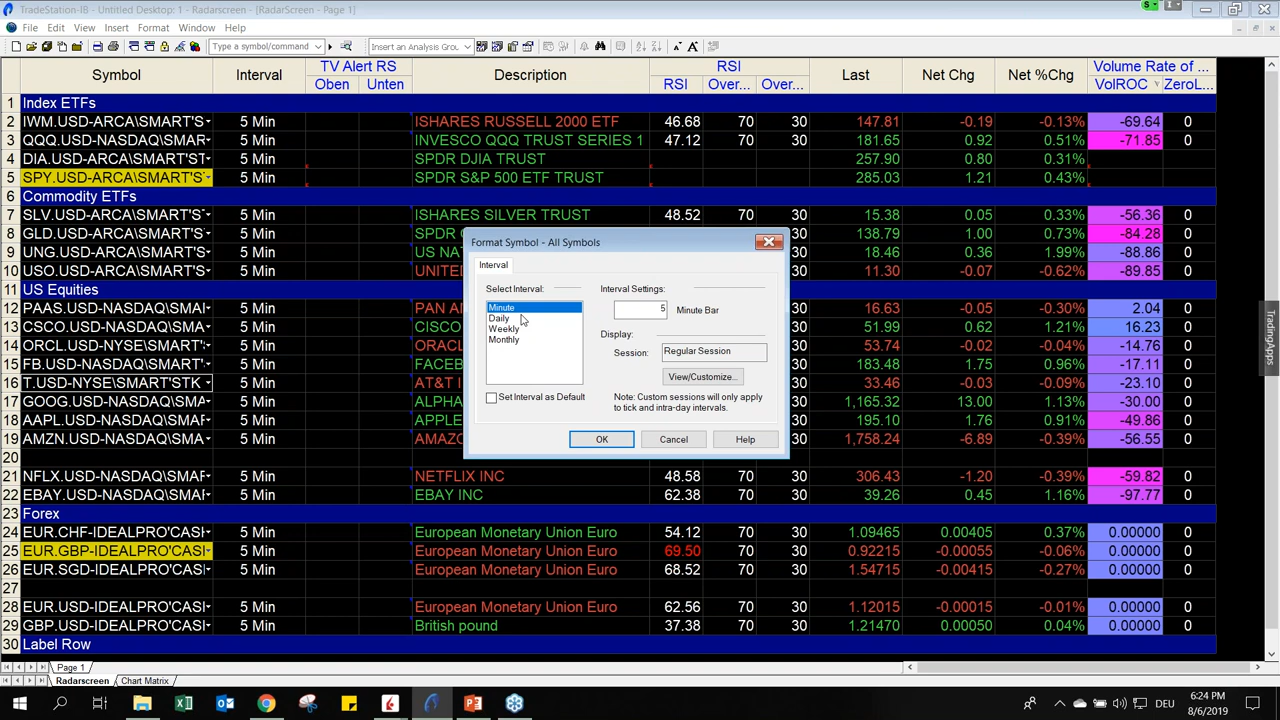 TradeStation-IB - Untitled Desktop: 1 - Radarscreen - [RadarScreen - Page 1]
File Edit View Insert Format Window Help
Type a symbol/command Insert an Analysis Grou
Symbol Interval TV Alert RS Description RSI Last Net Chg Net %Chg Volume Rate of ...
Oben Unten RSI Over... Over... VolROC ZeroL...
1 Index ETFs
2 IWM.USD-ARCA\SMART'S 5 Min ISHARES RUSSELL 2000 ETF 46.68 70 30 147.81 -0.19 -0.13% -69.64 0
3 QQQ.USD-NASDAQ\SMAF 5 Min INVESCO QQQ TRUST SERIES 1 47.12 70 30 181.65 0.92 0.51% -71.85 0
4 DIA.USD-ARCA\SMART'ST 5 Min SPDR DJIA TRUST 257.90 0.80 0.31%
5 SPY.USD-ARCA\SMART'S 5 Min SPDR S&P 500 ETF TRUST 285.03 1.21 0.43%
6 Commodity ETFs
7 SLV.USD-ARCA\SMART'S 5 Min ISHARES SILVER TRUST 48.52 70 30 15.38 0.05 0.33% -56.36 0
8 GLD.USD-ARCA\SMART'S 5 Min SPDR 138.79 1.00 0.73% -84.28 0
9 UNG.USD-ARCA\SMART'S 5 Min US NAT 18.46 0.36 1.99% -88.86 0
10 USO.USD-ARCA\SMART'S 5 Min UNITE 11.30 -0.07 -0.62% -89.85 0
11 US Equities
12 PAAS.USD-NASDAQ\SMA 5 Min PAN A 16.63 -0.05 -0.30% 2.04 0
13 CSCO.USD-NASDAQ\SMA 5 Min CISCO 51.99 0.62 1.21% 16.23 0
14 ORCL.USD-NYSE\SMART' 5 Min ORACL 53.74 -0.02 -0.04% -14.16 0
15 FB.USD-NASDAQ\SMART' 5 Min FACEB 183.48 1.75 0.96% -17.11 0
16 T.USD-NYSE\SMART'STK 5 Min AT&T I 33.46 -0.03 -0.09% -23.10 0
17 GOOG.USD-NASDAQ\SMA 5 Min ALPHA 1,165.32 13.00 1.13% -30.00 0
18 AAPL.USD-NASDAQ\SMAF 5 Min APPLE 195.10 1.76 0.91% -49.86 0
19 AMZN.USD-NASDAQ\SMA 5 Min AMAZO 1,758.24 -6.89 -0.39% -56.55 0
20
21 NFLX.USD-NASDAQ\SMAF 5 Min NETFLIX INC 48.58 70 30 306.43 -1.20 -0.39% -59.82 0
22 EBAY.USD-NASDAQ\SMAF 5 Min EBAY INC 62.38 70 30 39.26 0.45 1.16% -97.77 0
23 Forex
24 EUR.CHF-IDEALPRO'CASI 5 Min European Monetary Union Euro 54.12 70 30 1.09465 0.00405 0.37% 0.00000 0
25 EUR.GBP-IDEALPRO'CASI 5 Min European Monetary Union Euro 69.50 70 30 0.92215 -0.00055 -0.06% 0.00000 0
26 EUR.SGD-IDEALPRO'CASI 5 Min European Monetary Union Euro 68.52 70 30 1.54715 -0.00415 -0.27% 0.00000 0
27
28 EUR.USD-IDEALPRO'CASI 5 Min European Monetary Union Euro 62.56 70 30 1.12015 -0.00015 -0.01% 0.00000 0
29 GBP.USD-IDEALPRO'CASI 5 Min British pound 37.38 70 30 1.21470 0.00050 0.04% 0.00000 0
30 Label Row
Format Symbol - All Symbols
Interval
Select Interval:
Minute
Daily
Weekly
Monthly
Set Interval as Default
Interval Settings:
5 Minute Bar
Display:
Session: Regular Session
View/Customize...
Note: Custom sessions will only apply
to tick and intra-day intervals.
OK Cancel Help
TradingApps
Page 1
Radarscreen Chart Matrix
DEU
6:24 PM
8/6/2019